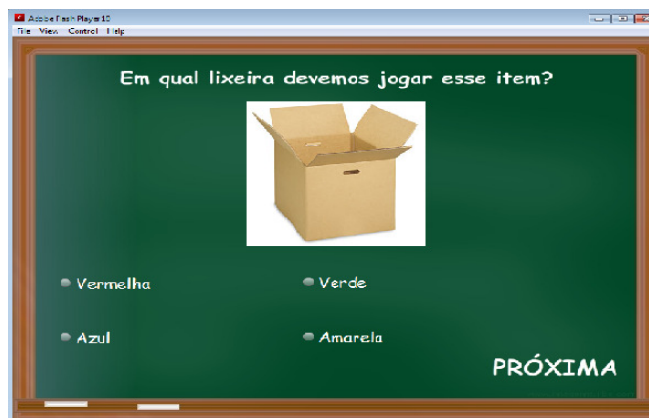 Adobe Flash Player 10
File View Control Help
Em qual lixeira devemos jogar esse item?
Vermelha
Verde
Azul
Amarela
PRÓXIMA